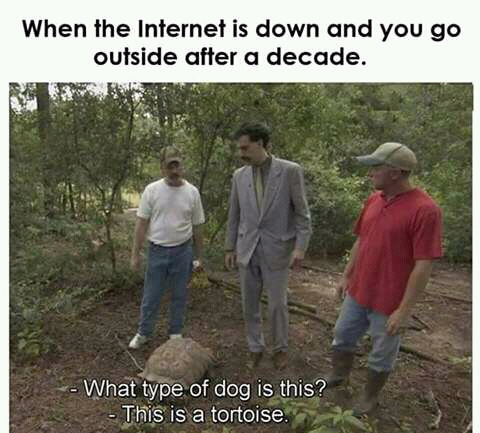 When the Internet is down and you go
outside after a decade.
- What type of dog is this?
- This is a tortoise.